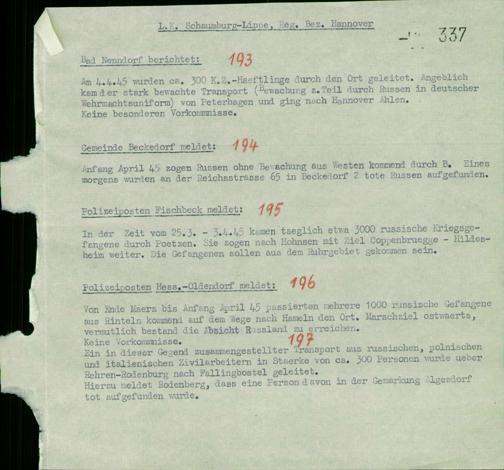 L.K. Schaumburg-Lippe, Reg. Bez. Hannover
337
Bad Nenndorf berichtet: 193
Am 4.4.45 wurden ca. 300 K.Z.-Haeftlinge durch den Ort geleitet. Angeblich
kam der stark bewachte Transport (Bewachung z.Teil durch Russen in deutscher
Wehrmachtsuniform) von Peterhagen und ging nach Hannover Ahlen.
Keine besonderen Vorkommnisse.
Gemeinde Beckedorf meldet: 194
Anfang April 45 zogen Russen ohne Bewachung aus Westen kommend durch B. Eines
morgens wurden an der Reichsstrasse 65 in Beckedorf 2 tote Russen aufgefunden.
Polizeiposten Fischbeck meldet: 195
In der Zeit vom 25.3. - 3.4.45 kamen taeglich etwa 3000 russische Kriegsge-
fangene durch Poetzen. Sie zogen nach Hohnsen mit Ziel Coppenbruegge - Hildes-
heim weiter. Die Gefangenen sollen aus dem Ruhrgebiet gekommen sein.
Polizeiposten Hess.-Oldendorf meldet: 196
Von Ende Maerz bis Anfang April 45 passierten mehrere 1000 russische Gefangene
aus Rinteln kommend auf dem Wege nach Hameln den Ort. Marschziel ostwaerts,
vermutlich bestand die Absicht Russland zu erreichen.
Keine Vorkommnisse. 197
Ein in dieser Gegend zusammengestellter Transport aus russischen, polnischen
und italienischen Zivilarbeitern in Staerke von ca. 300 Personen wurde ueber
Rehren-Rodenburg nach Fallingbostel geleitet.
Hierzu meldet Rodenberg, dass eine Person davon in der Gemarkung Algesdorf
tot aufgefunden wurde.